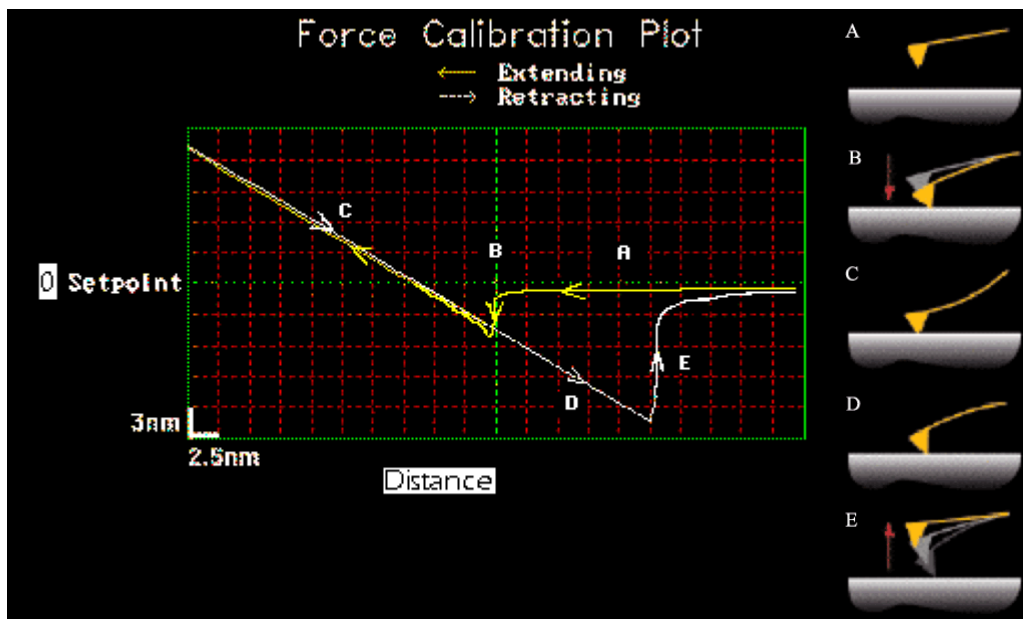 Force Calibration Plot
Extending
Retracting
C
B
A
0 Setpoint
E
D
3nm
2.5nm
Distance
A
B
C
D
E